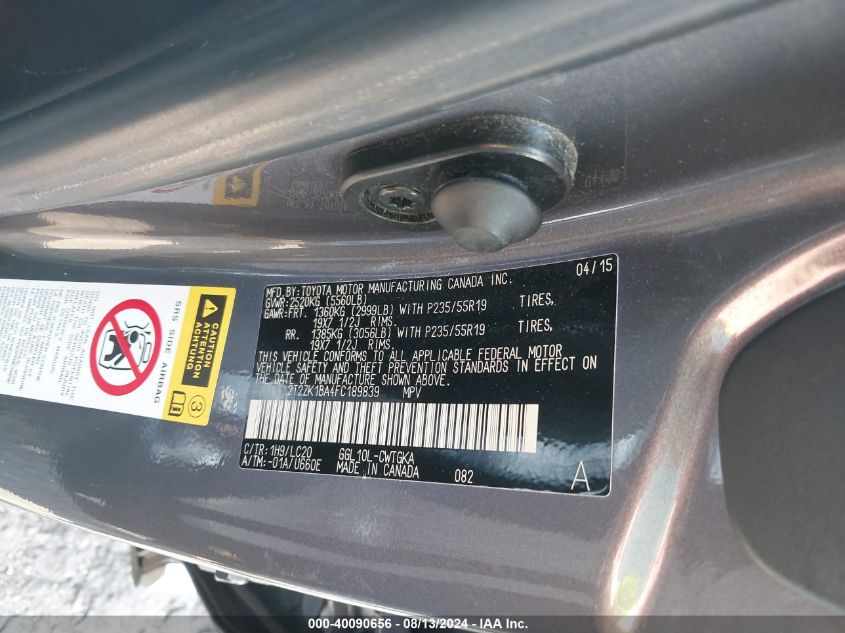 MFD.BY:TOYOTA MOTOR MANUFACTURING CANADA INC. 04/15
GVWR:2520KG (5560LB)
GAWR:FRT. 1360KG (2999LB) WITH P235/55R19 TIRES,
19X7 1/2J RIMS
RR. 1385KG (3056LB) WITH P235/55R19 TIRES,
19X7 1/2J RIMS
THIS VEHICLE CONFORMS TO ALL APPLICABLE FEDERAL MOTOR
VEHICLE SAFETY AND THEFT PREVENTION STANDARDS IN EFFECT ON
THE DATE OF MANUFACTURE SHOWN ABOVE.
2T2ZK1BA4FC189839 MPV
C/TR:1H9/LC20 GGL10L-CWTGKA
A/TM:-01A/U660E MADE IN CANADA 082 A
SRS SIDE AIRBAG
CAUTION
ATTENTION
ACHTUNG
3
000-40090656 - 08/13/2024 - IAA Inc.